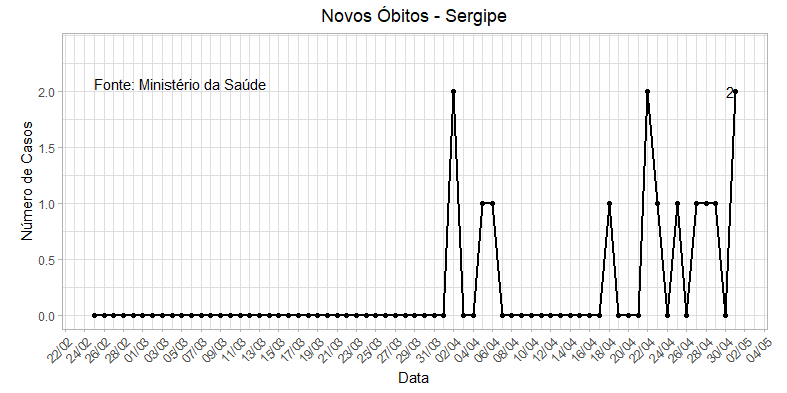 Novos Óbitos - Sergipe
Fonte: Ministério da Saúde
2
Número de Casos
2.0
1.5
1.0
0.5
0.0
22/02 24/02 26/02 28/02 01/03 03/03 05/03 07/03 09/03 11/03 13/03 15/03 17/03 19/03 21/03 23/03 25/03 27/03 29/03 31/03 02/04 04/04 06/04 08/04 10/04 12/04 14/04 16/04 18/04 20/04 22/04 24/04 26/04 28/04 30/04 02/05 04/05
Data